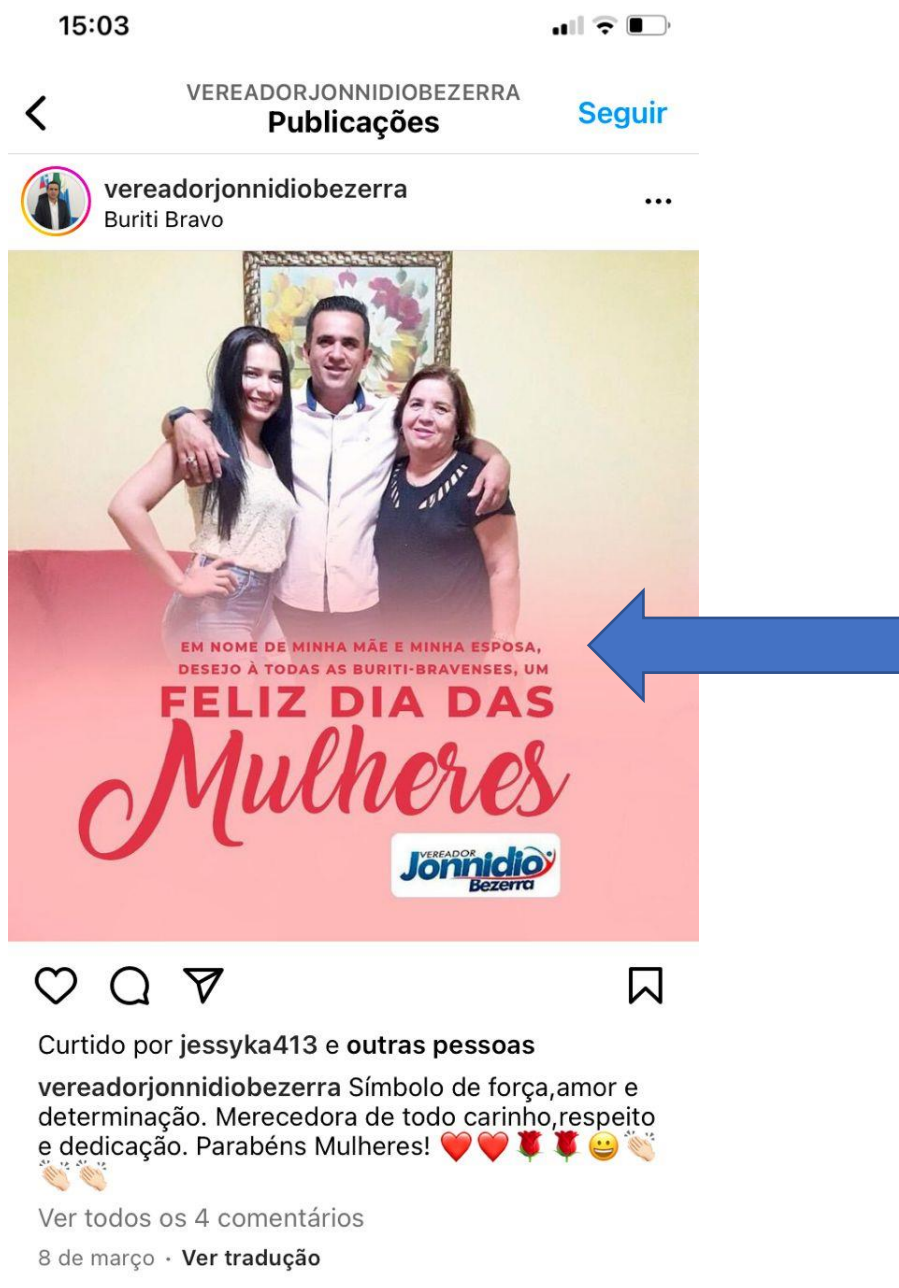 15:03
VEREADORJONNIDIOBEZERRA
Publicações
Seguir
vereadorjonnidiobezerra
Buriti Bravo
EM NOME DE MINHA MÃE E MINHA ESPOSA,
DESEJO À TODAS AS BURITI-BRAVENSES, UM
FELIZ DIA DAS
Mulheres
VEREADOR
Jonnidio
Bezerra
Curtido por jessyka413 e outras pessoas
vereadorjonnidiobezerra Símbolo de força,amor e
determinação. Merecedora de todo carinho,respeito
e dedicação. Parabéns Mulheres! ❤️❤️🌹🌹😀👏🏻
👏🏻👏🏻
Ver todos os 4 comentários
8 de março · Ver tradução